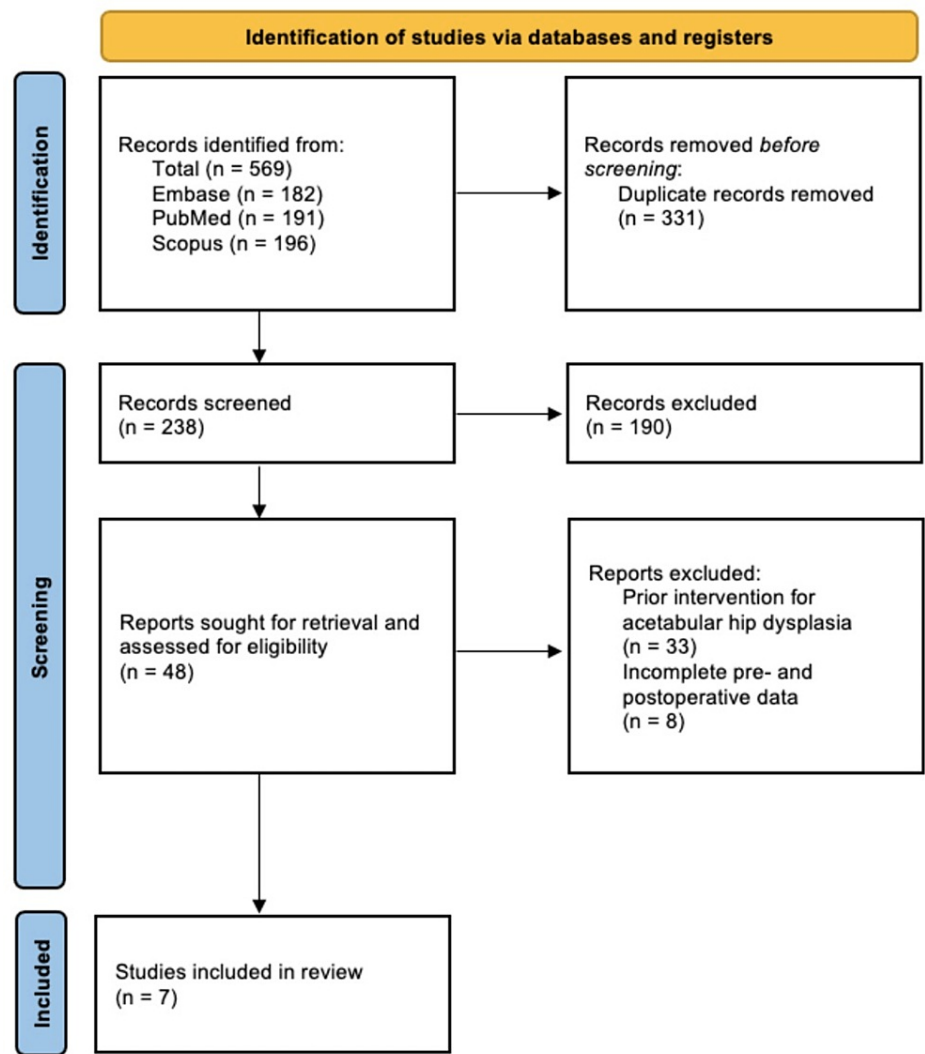 Identification of studies via databases and registers
Identification
Records identified from:
Total (n = 569)
Embase (n = 182)
PubMed (n = 191)
Scopus (n = 196)
Records removed before
screening:
Duplicate records removed
(n = 331)
Screening
Records screened
(n = 238)
Records excluded
(n = 190)
Reports sought for retrieval and
assessed for eligibility
(n = 48)
Reports excluded:
Prior intervention for
acetabular hip dysplasia
(n = 33)
Incomplete pre- and
postoperative data
(n = 8)
Included
Studies included in review
(n = 7)